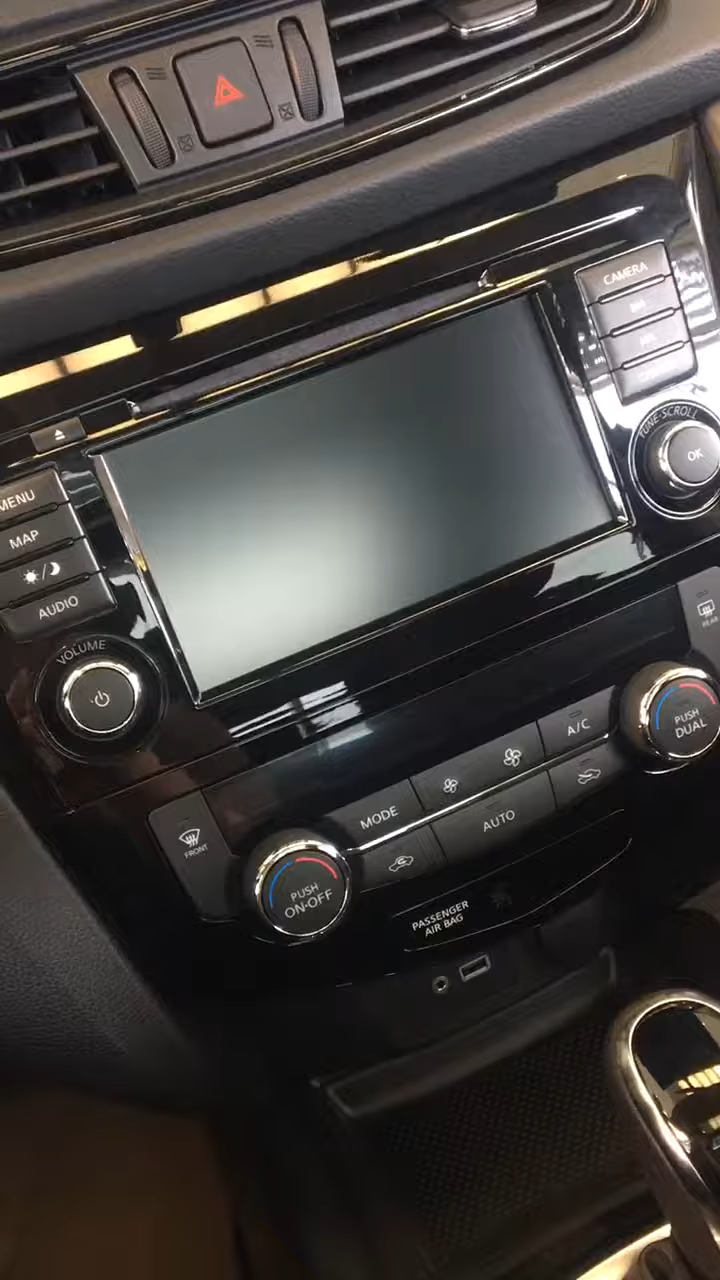 CAMERA
TUNE·SCROLL
OK
MENU
MAP
AUDIO
VOLUME
REAR
PUSH
DUAL
A/C
MODE
AUTO
FRONT
PUSH
ON·OFF
PASSENGER
AIR BAG